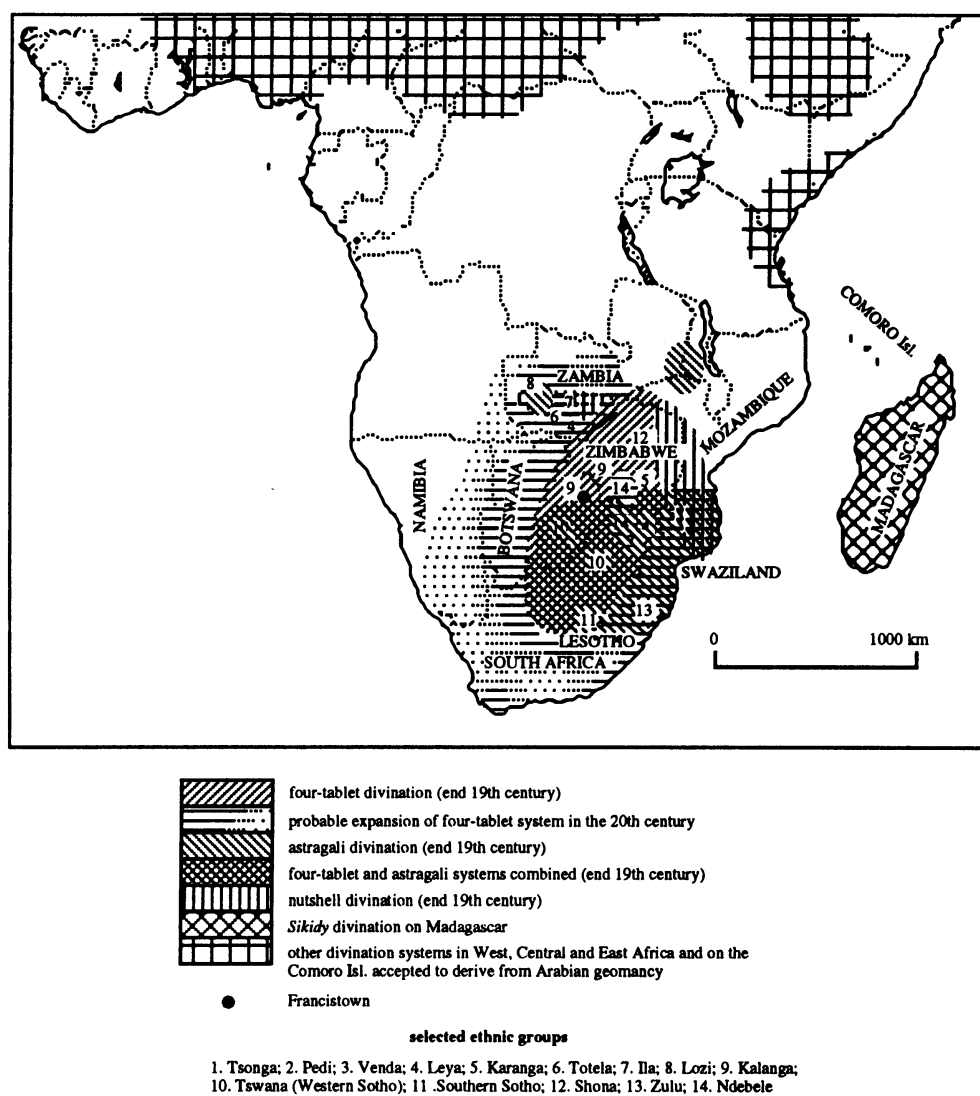 COMORO Isl.
8
ZAMBIA
7
6
4
MOZAMBIQUE
12
ZIMBABWE
MADAGASCAR
9
NAMIBIA
BOTSWANA
9
14
5
10
SWAZILAND
13
11
LESOTHO
SOUTH AFRICA
0 1000 km
four-tablet divination (end 19th century)
probable expansion of four-tablet system in the 20th century
astragali divination (end 19th century)
four-tablet and astragali systems combined (end 19th century)
nutshell divination (end 19th century)
Sikidy divination on Madagascar
other divination systems in West, Central and East Africa and on the
Comoro Isl. accepted to derive from Arabian geomancy
Francistown
selected ethnic groups
1. Tsonga; 2. Pedi; 3. Venda; 4. Leya; 5. Karanga; 6. Totela; 7. Ila; 8. Lozi; 9. Kalanga;
10. Tswana (Western Sotho); 11 .Southern Sotho; 12. Shona; 13. Zulu; 14. Ndebele